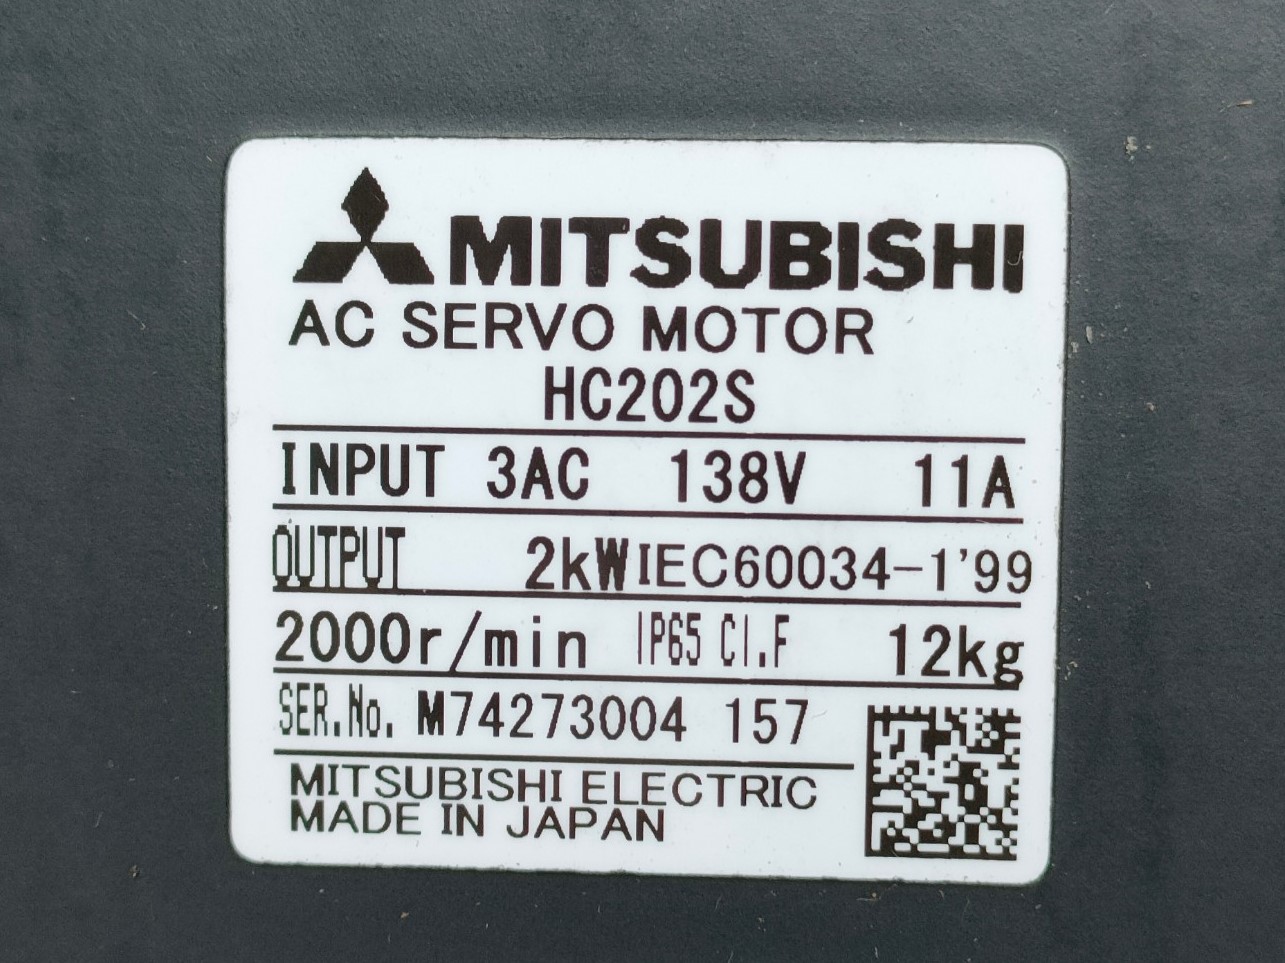 MITSUBISHI
AC SERVO MOTOR
HC202S
INPUT 3AC 138V 11A
OUTPUT 2kW IEC60034-1'99
2000r/min IP65 CI.F 12kg
SER.No. M74273004 157
MITSUBISHI ELECTRIC
MADE IN JAPAN